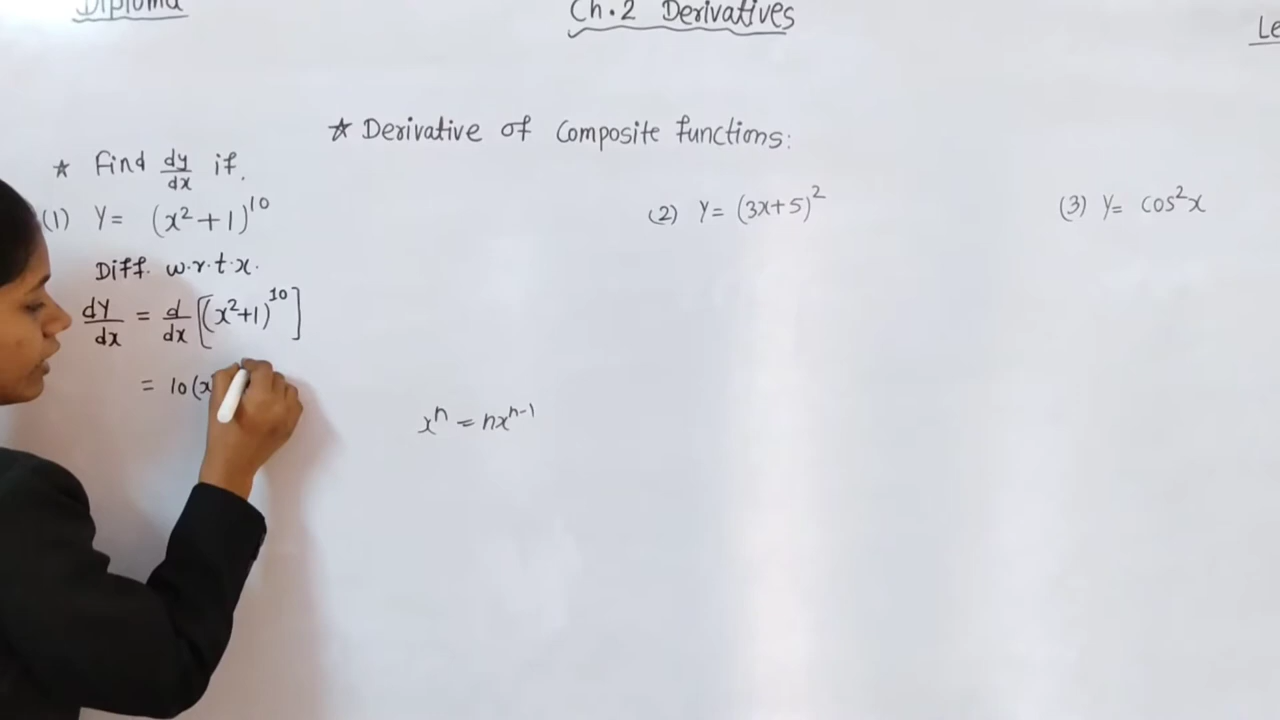 Diploma
Ch.2 Derivatives
Le
☆ Derivative of Composite functions:
☆ Find dy/dx if.
(1) Y= (x²+1)¹⁰
Diff. w.r.t.x.
dY/dx = d/dx [(x²+1)¹⁰]
= 10(x
xⁿ = nxⁿ⁻¹
(2) Y= (3x+5)²
(3) Y= cos²x